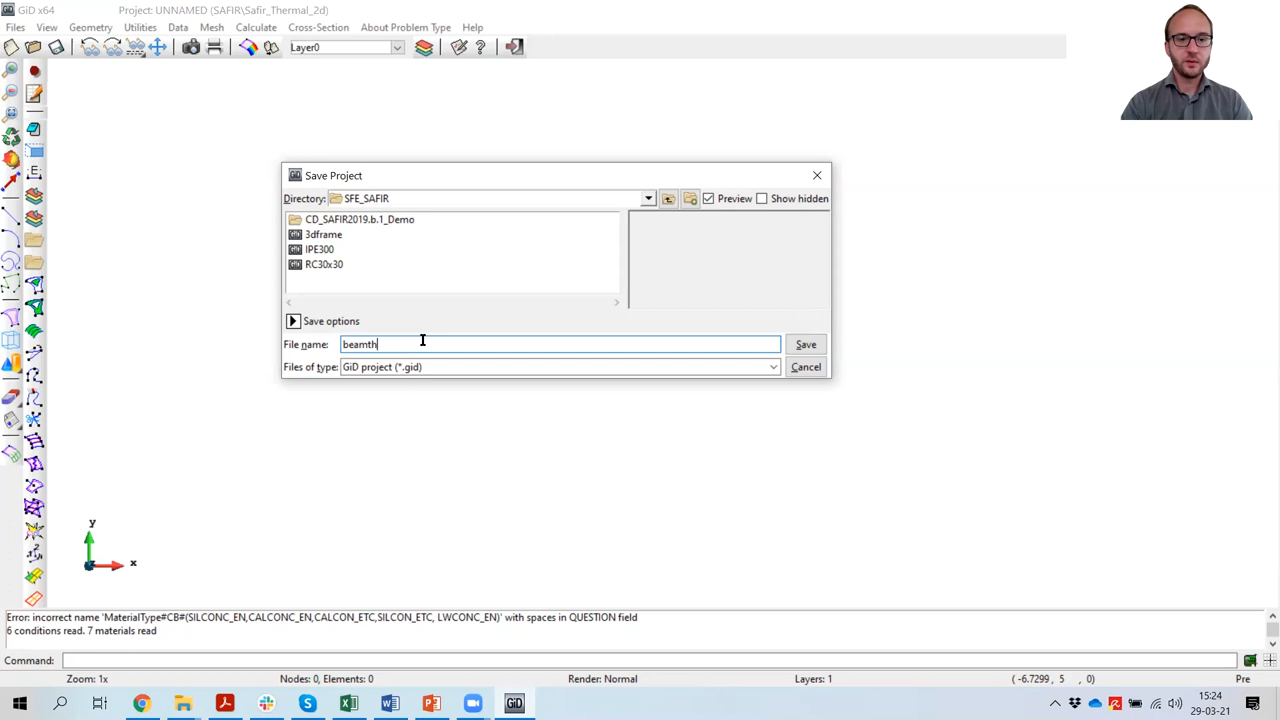 GiD x64 Project: UNNAMED (SAFIR\Safir_Thermal_2d)
Files View Geometry Utilities Data Mesh Calculate Cross-Section About Problem Type Help
Layer0
Save Project
Directory: SFE_SAFIR Preview Show hidden
CD_SAFIR2019.b.1_Demo
3dframe
IPE300
RC30x30
Save options
File name: beamth Save
Files of type: GiD project (*.gid) Cancel
y
x
Error: incorrect name 'MaterialType#CB#(SILCONC_EN,CALCONC_EN,CALCON_ETC,SILCON_ETC, LWCONC_EN)' with spaces in QUESTION field
6 conditions read. 7 materials read
Command:
Zoom: 1x Nodes: 0, Elements: 0 Render: Normal Layers: 1 ( -6.7299, 5 , 0) Pre
15:24
29-03-21